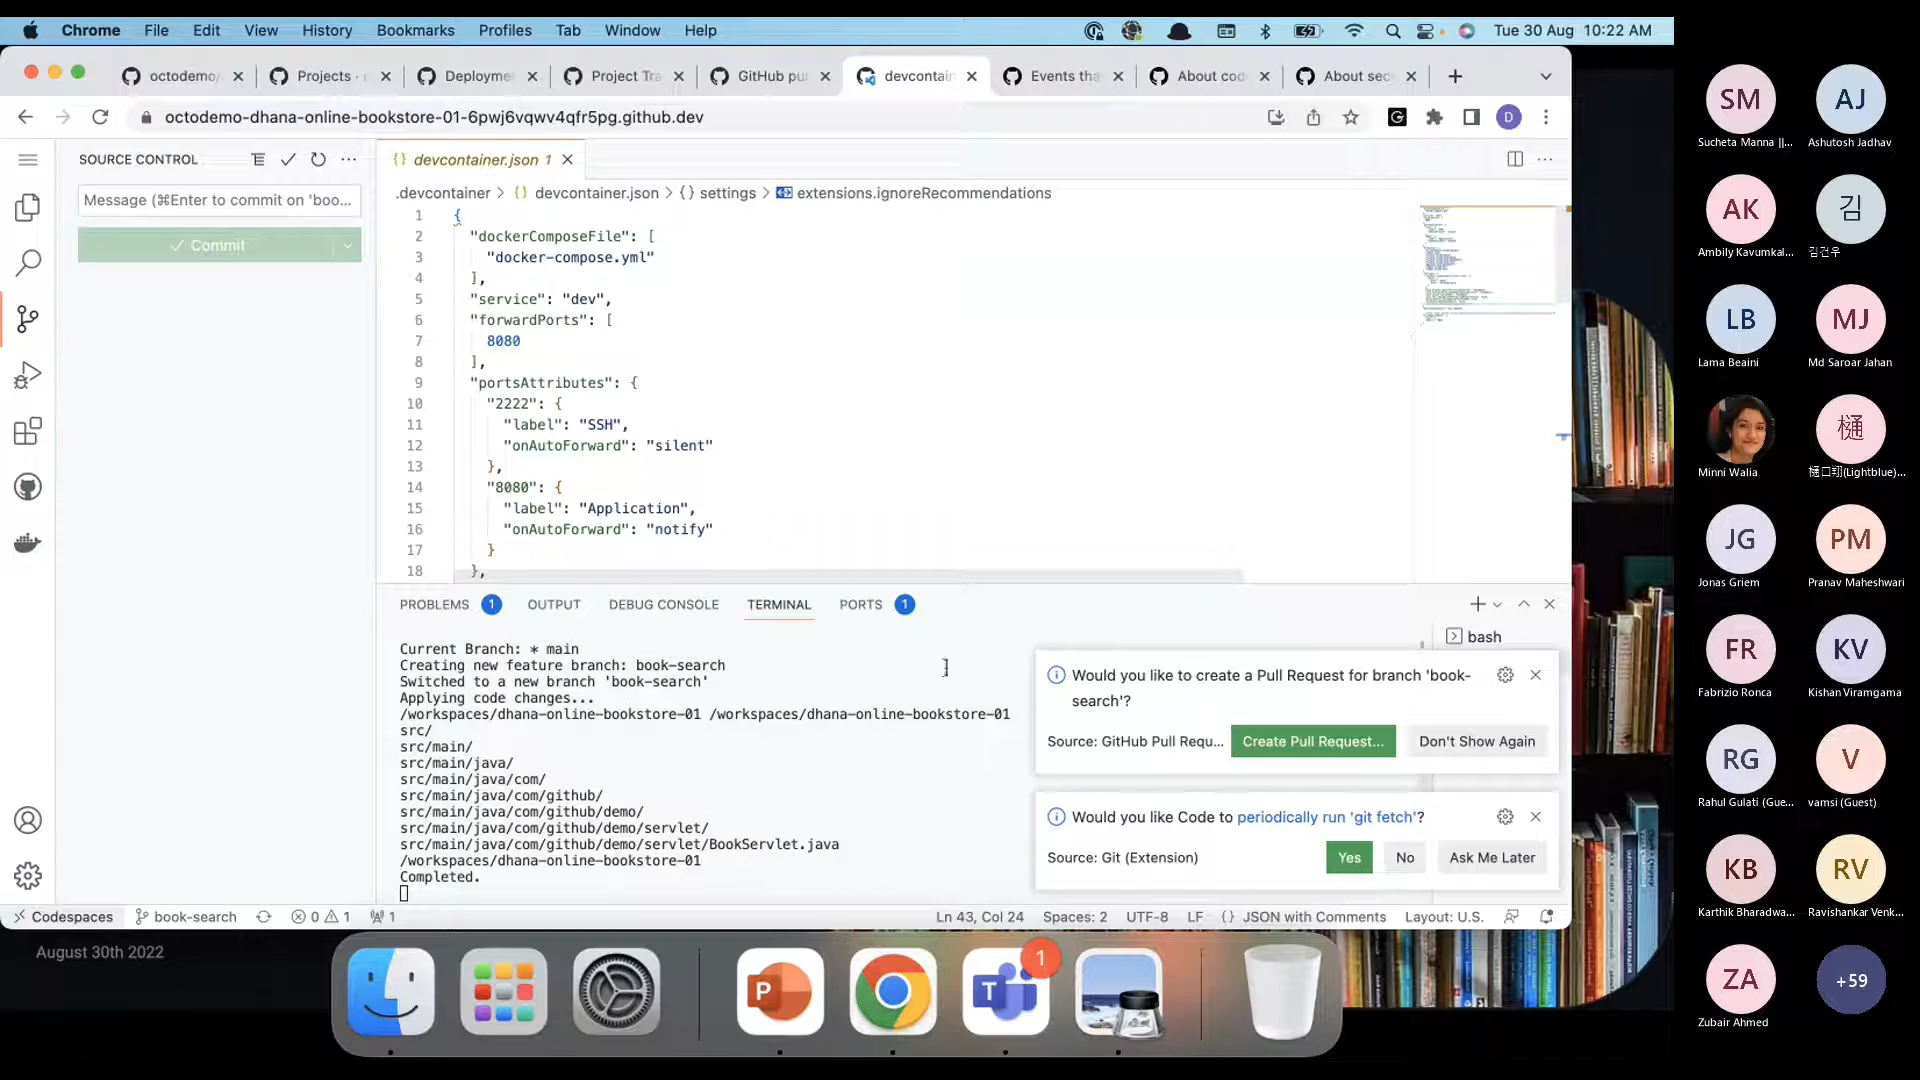 Chrome File Edit View History Bookmarks Profiles Tab Window Help
Tue 30 Aug 10:22 AM
octodemo/
Projects ·
Deployme
Project Tra
GitHub pu
devcontain
Events tha
About cod
About sec
octodemo-dhana-online-bookstore-01-6pwj6vqwv4qfr5pg.github.dev
D
SOURCE CONTROL
Message (⌘Enter to commit on 'boo...
Commit
{} devcontainer.json 1
.devcontainer > {} devcontainer.json > {} settings > extensions.ignoreRecommendations
1 {
2 "dockerComposeFile": [
3 "docker-compose.yml"
4 ],
5 "service": "dev",
6 "forwardPorts": [
7 8080
8 ],
9 "portsAttributes": {
10 "2222": {
11 "label": "SSH",
12 "onAutoForward": "silent"
13 },
14 "8080": {
15 "label": "Application",
16 "onAutoForward": "notify"
17 }
18 },
PROBLEMS 1 OUTPUT DEBUG CONSOLE TERMINAL PORTS 1
bash
Current Branch: * main
Creating new feature branch: book-search
Switched to a new branch 'book-search'
Applying code changes...
/workspaces/dhana-online-bookstore-01 /workspaces/dhana-online-bookstore-01
src/
src/main/
src/main/java/
src/main/java/com/
src/main/java/com/github/
src/main/java/com/github/demo/
src/main/java/com/github/demo/servlet/
src/main/java/com/github/demo/servlet/BookServlet.java
/workspaces/dhana-online-bookstore-01
Completed.
Would you like to create a Pull Request for branch 'book-
search'?
Source: GitHub Pull Requ... Create Pull Request... Don't Show Again
Would you like Code to periodically run 'git fetch'?
Source: Git (Extension) Yes No Ask Me Later
Codespaces book-search 0 1 1 Ln 43, Col 24 Spaces: 2 UTF-8 LF {} JSON with Comments Layout: U.S.
August 30th 2022
P
T
1
SM AJ
Sucheta Manna ||... Ashutosh Jadhav
AK 김
Ambily Kavumkal... 김건우
LB MJ
Lama Beaini Md Saroar Jahan
樋
Minni Walia 樋口翔(Lightblue)...
JG PM
Jonas Griem Pranav Maheshwari
FR KV
Fabrizio Ronca Kishan Viramgama
RG V
Rahul Gulati (Gue... vamsi (Guest)
KB RV
Karthik Bharadwa... Ravishankar Venk...
ZA +59
Zubair Ahmed